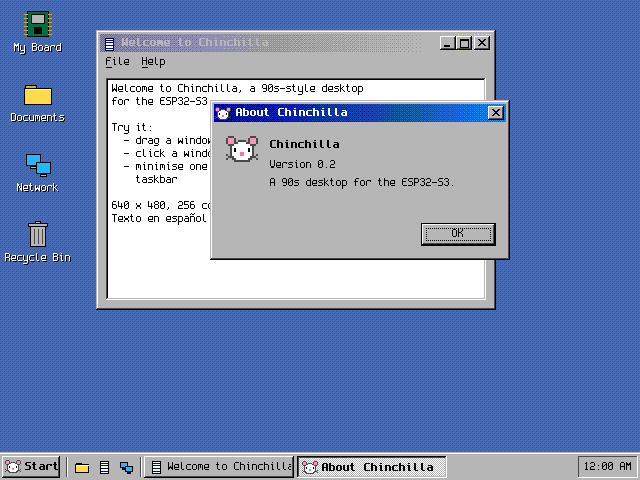 My Board
Documents
Network
Recycle Bin
Welcome to Chinchilla
File Help
Welcome to Chinchilla, a 90s-style desktop
for the ESP32-S3
Try it:
- drag a window
- click a window
- minimise one
taskbar
640 x 480, 256 co
Texto en español
About Chinchilla
Chinchilla
Version 0.2
A 90s desktop for the ESP32-S3.
OK
Start
Welcome to Chinchilla
About Chinchilla
12:00 AM